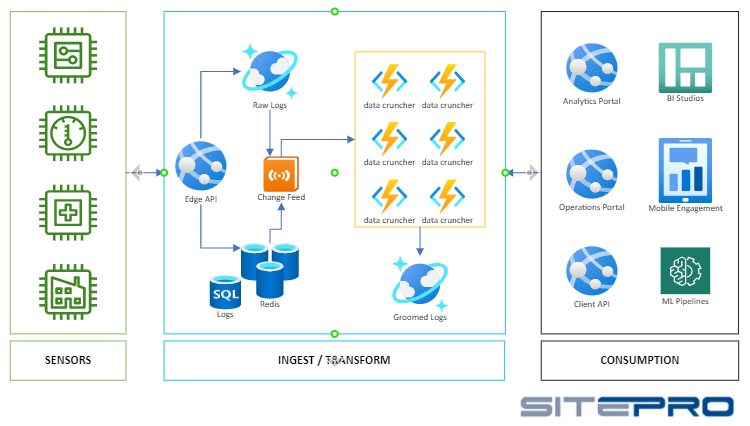 Raw Logs
data cruncher data cruncher
Analytics Portal
BI Studios
data cruncher data cruncher
Edge API
Change Feed
Operations Portal
Mobile Engagement
data cruncher data cruncher
SQL
Logs
Redis
Groomed Logs
Client API
ML Pipelines
SENSORS
INGEST / TRANSFORM
CONSUMPTION
SITEPRO